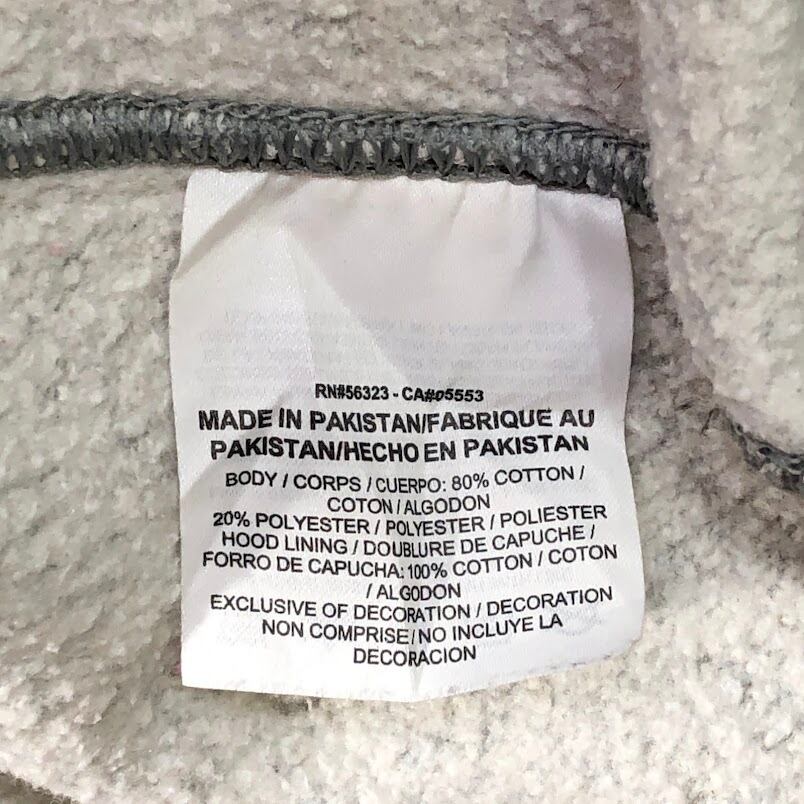 RN#56323 - CA#05553
MADE IN PAKISTAN/FABRIQUE AU
PAKISTAN/HECHO EN PAKISTAN
BODY / CORPS / CUERPO: 80% COTTON /
COTON / ALGODON
20% POLYESTER / POLYESTER / POLIESTER
HOOD LINING / DOUBLURE DE CAPUCHE /
FORRO DE CAPUCHA: 100% COTTON / COTON
/ ALGODON
EXCLUSIVE OF DECORATION / DECORATION
NON COMPRISE/NO INCLUYE LA
DECORACION